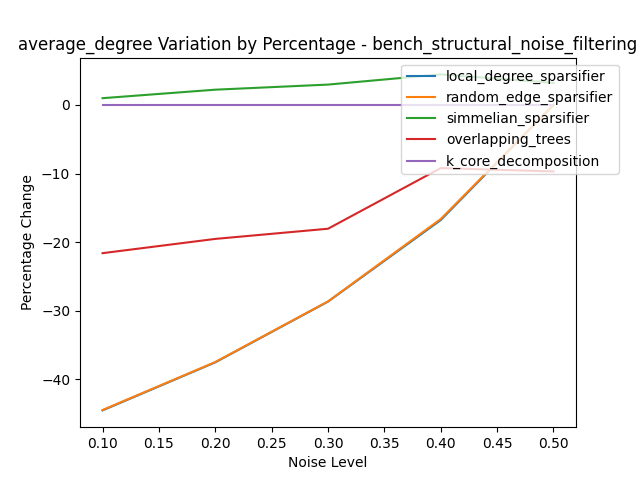 average_degree Variation by Percentage - bench_structural_noise_filtering
local_degree_sparsifier
random_edge_sparsifier
simmelian_sparsifier
overlapping_trees
k_core_decomposition
0
−10
−20
−30
−40
Percentage Change
0.10 0.15 0.20 0.25 0.30 0.35 0.40 0.45 0.50
Noise Level